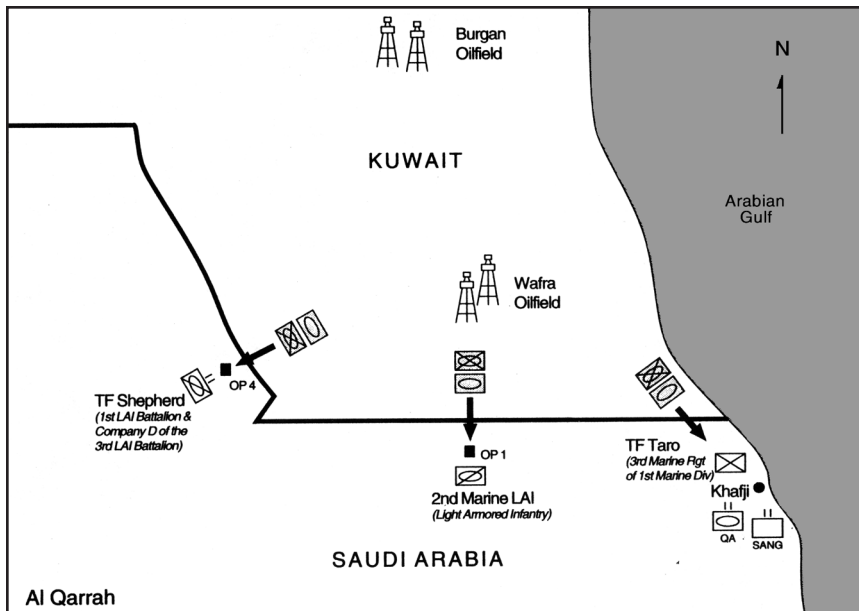 Burgan
Oilfield
N
KUWAIT
Arabian
Gulf
Wafra
Oilfield
OP 4
TF Shepherd
(1st LAI Battalion &
Company D of the
3rd LAI Battalion)
OP 1
2nd Marine LAI
(Light Armored Infantry)
TF Taro
(3rd Marine Rgt
of 1st Marine Div)
Khafji
QA
SANG
SAUDI ARABIA
Al Qarrah